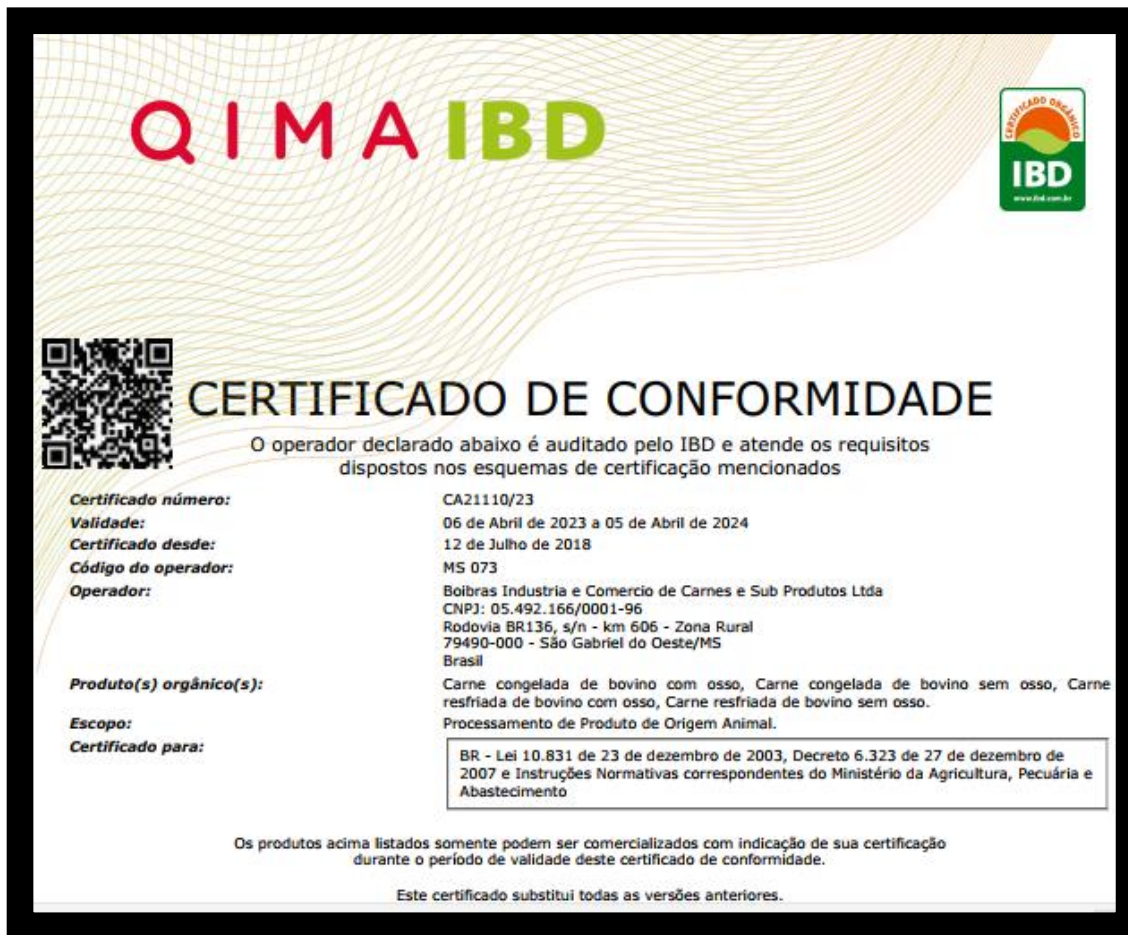 QIMA IBD
CERTIFICADO ORGÂNICO
IBD
www.ibd.com.br
CERTIFICADO DE CONFORMIDADE
O operador declarado abaixo é auditado pelo IBD e atende os requisitos
dispostos nos esquemas de certificação mencionados
Certificado número: CA21110/23
Validade: 06 de Abril de 2023 a 05 de Abril de 2024
Certificado desde: 12 de Julho de 2018
Código do operador: MS 073
Operador: Boibras Industria e Comercio de Carnes e Sub Produtos Ltda
CNPJ: 05.492.166/0001-96
Rodovia BR136, s/n - km 606 - Zona Rural
79490-000 - São Gabriel do Oeste/MS
Brasil
Produto(s) orgânico(s): Carne congelada de bovino com osso, Carne congelada de bovino sem osso, Carne
resfriada de bovino com osso, Carne resfriada de bovino sem osso.
Escopo: Processamento de Produto de Origem Animal.
Certificado para: BR - Lei 10.831 de 23 de dezembro de 2003, Decreto 6.323 de 27 de dezembro de
2007 e Instruções Normativas correspondentes do Ministério da Agricultura, Pecuária e
Abastecimento
Os produtos acima listados somente podem ser comercializados com indicação de sua certificação
durante o período de validade deste certificado de conformidade.
Este certificado substitui todas as versões anteriores.